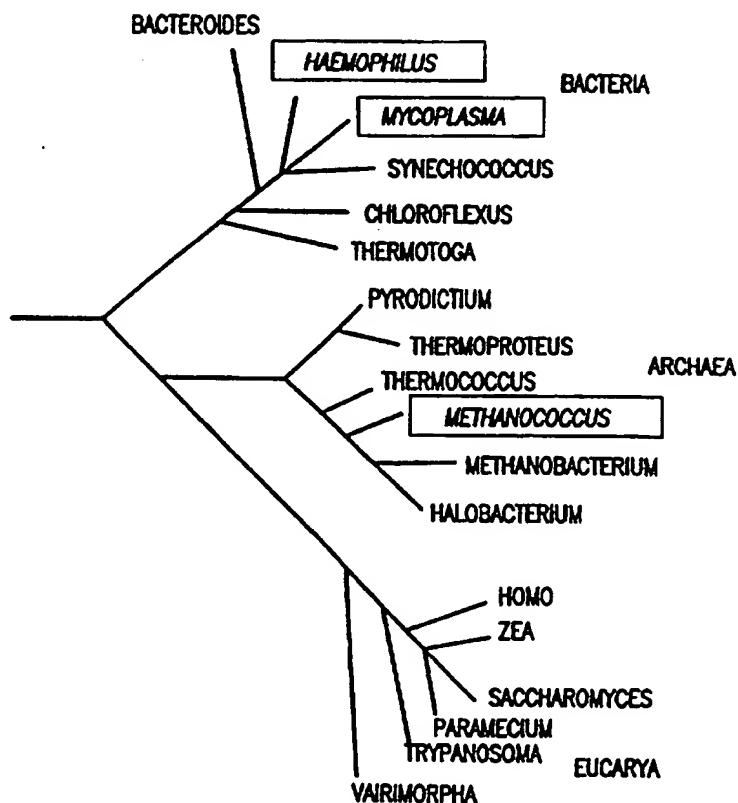 BACTEROIDES
HAEMOPHILUS
BACTERIA
MYCOPLASMA
SYNECHOCOCCUS
CHLOROFLEXUS
THERMOTOGA
PYRODICTIUM
THERMOPROTEUS
ARCHAEA
THERMOCOCCUS
METHANOCOCCUS
METHANOBACTERIUM
HALOBACTERIUM
HOMO
ZEA
SACCHAROMYCES
PARAMECIUM
TRYPANOSOMA
EUCARYA
VAIRIMORPHA